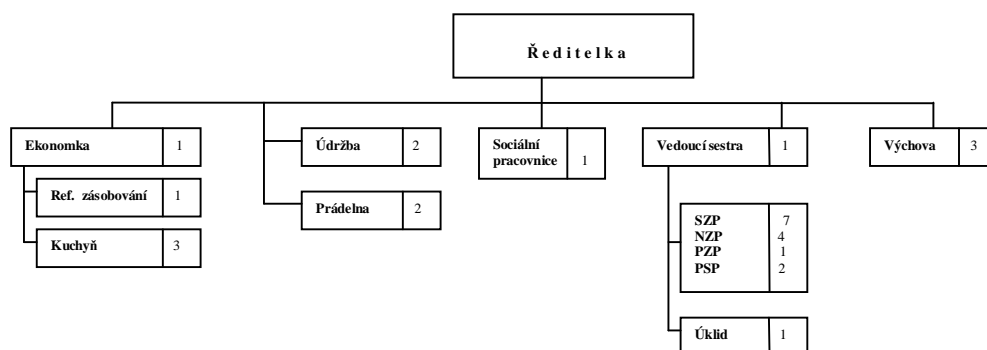 Ředitelka
Ekonomka 1
Údržba 2
Sociální
pracovnice 1
Vedoucí sestra 1
Výchova 3
Ref. zásobování 1
Prádelna 2
Kuchyň 3
SZP 7
NZP 4
PZP 1
PSP 2
Úklid 1